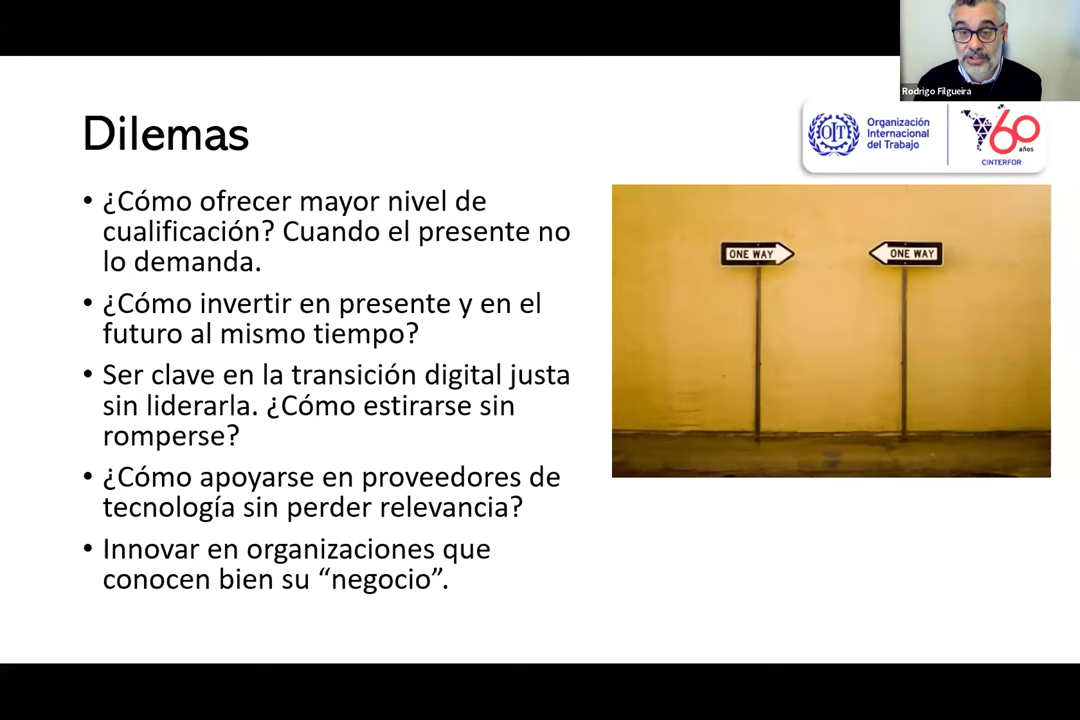 Rodrigo Filgueira
Dilemas
OIT
Organización
Internacional
del Trabajo
60
años
CINTERFOR
• ¿Cómo ofrecer mayor nivel de
cualificación? Cuando el presente no
lo demanda.
• ¿Cómo invertir en presente y en el
futuro al mismo tiempo?
• Ser clave en la transición digital justa
sin liderarla. ¿Cómo estirarse sin
romperse?
• ¿Cómo apoyarse en proveedores de
tecnología sin perder relevancia?
• Innovar en organizaciones que
conocen bien su “negocio”.
ONE WAY
ONE WAY